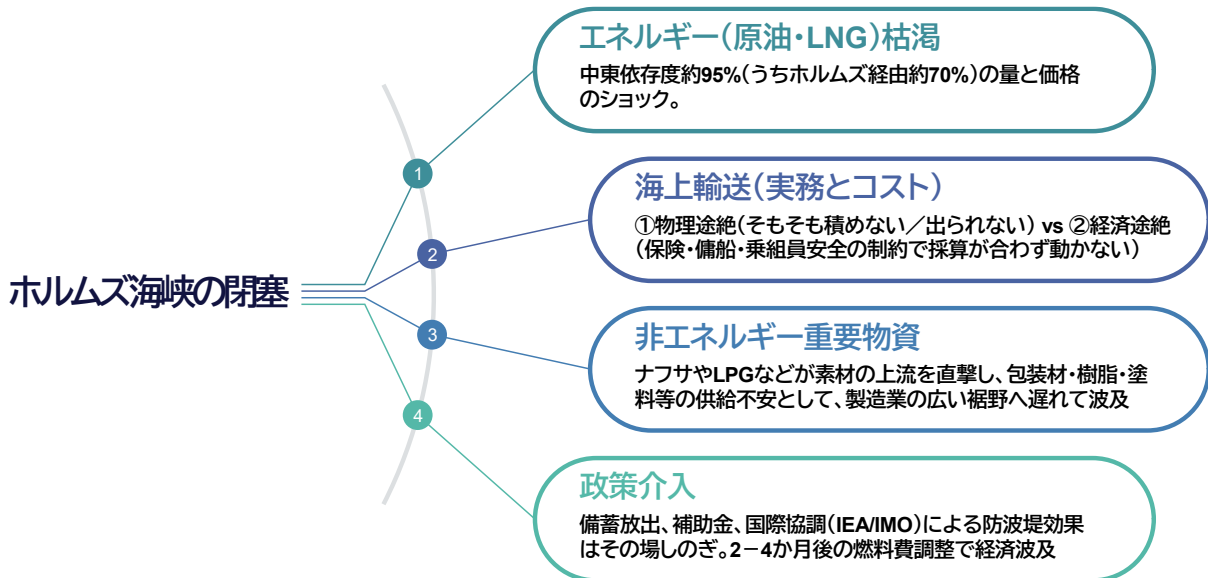 ホルムズ海峡の閉塞
1
エネルギー（原油・LNG）枯渇
中東依存度約95%（うちホルムズ経由約70%）の量と価格
のショック。
2
海上輸送（実務とコスト）
①物理途絶（そもそも積めない／出られない） vs ②経済途絶
（保険・傭船・乗組員安全の制約で採算が合わず動かない）
3
非エネルギー重要物資
ナフサやLPGなどが素材の上流を直撃し、包装材・樹脂・塗
料等の供給不安として、製造業の広い裾野へ遅れて波及
4
政策介入
備蓄放出、補助金、国際協調（IEA/IMO）による防波堤効果
はその場しのぎ。2－4か月後の燃料費調整で経済波及